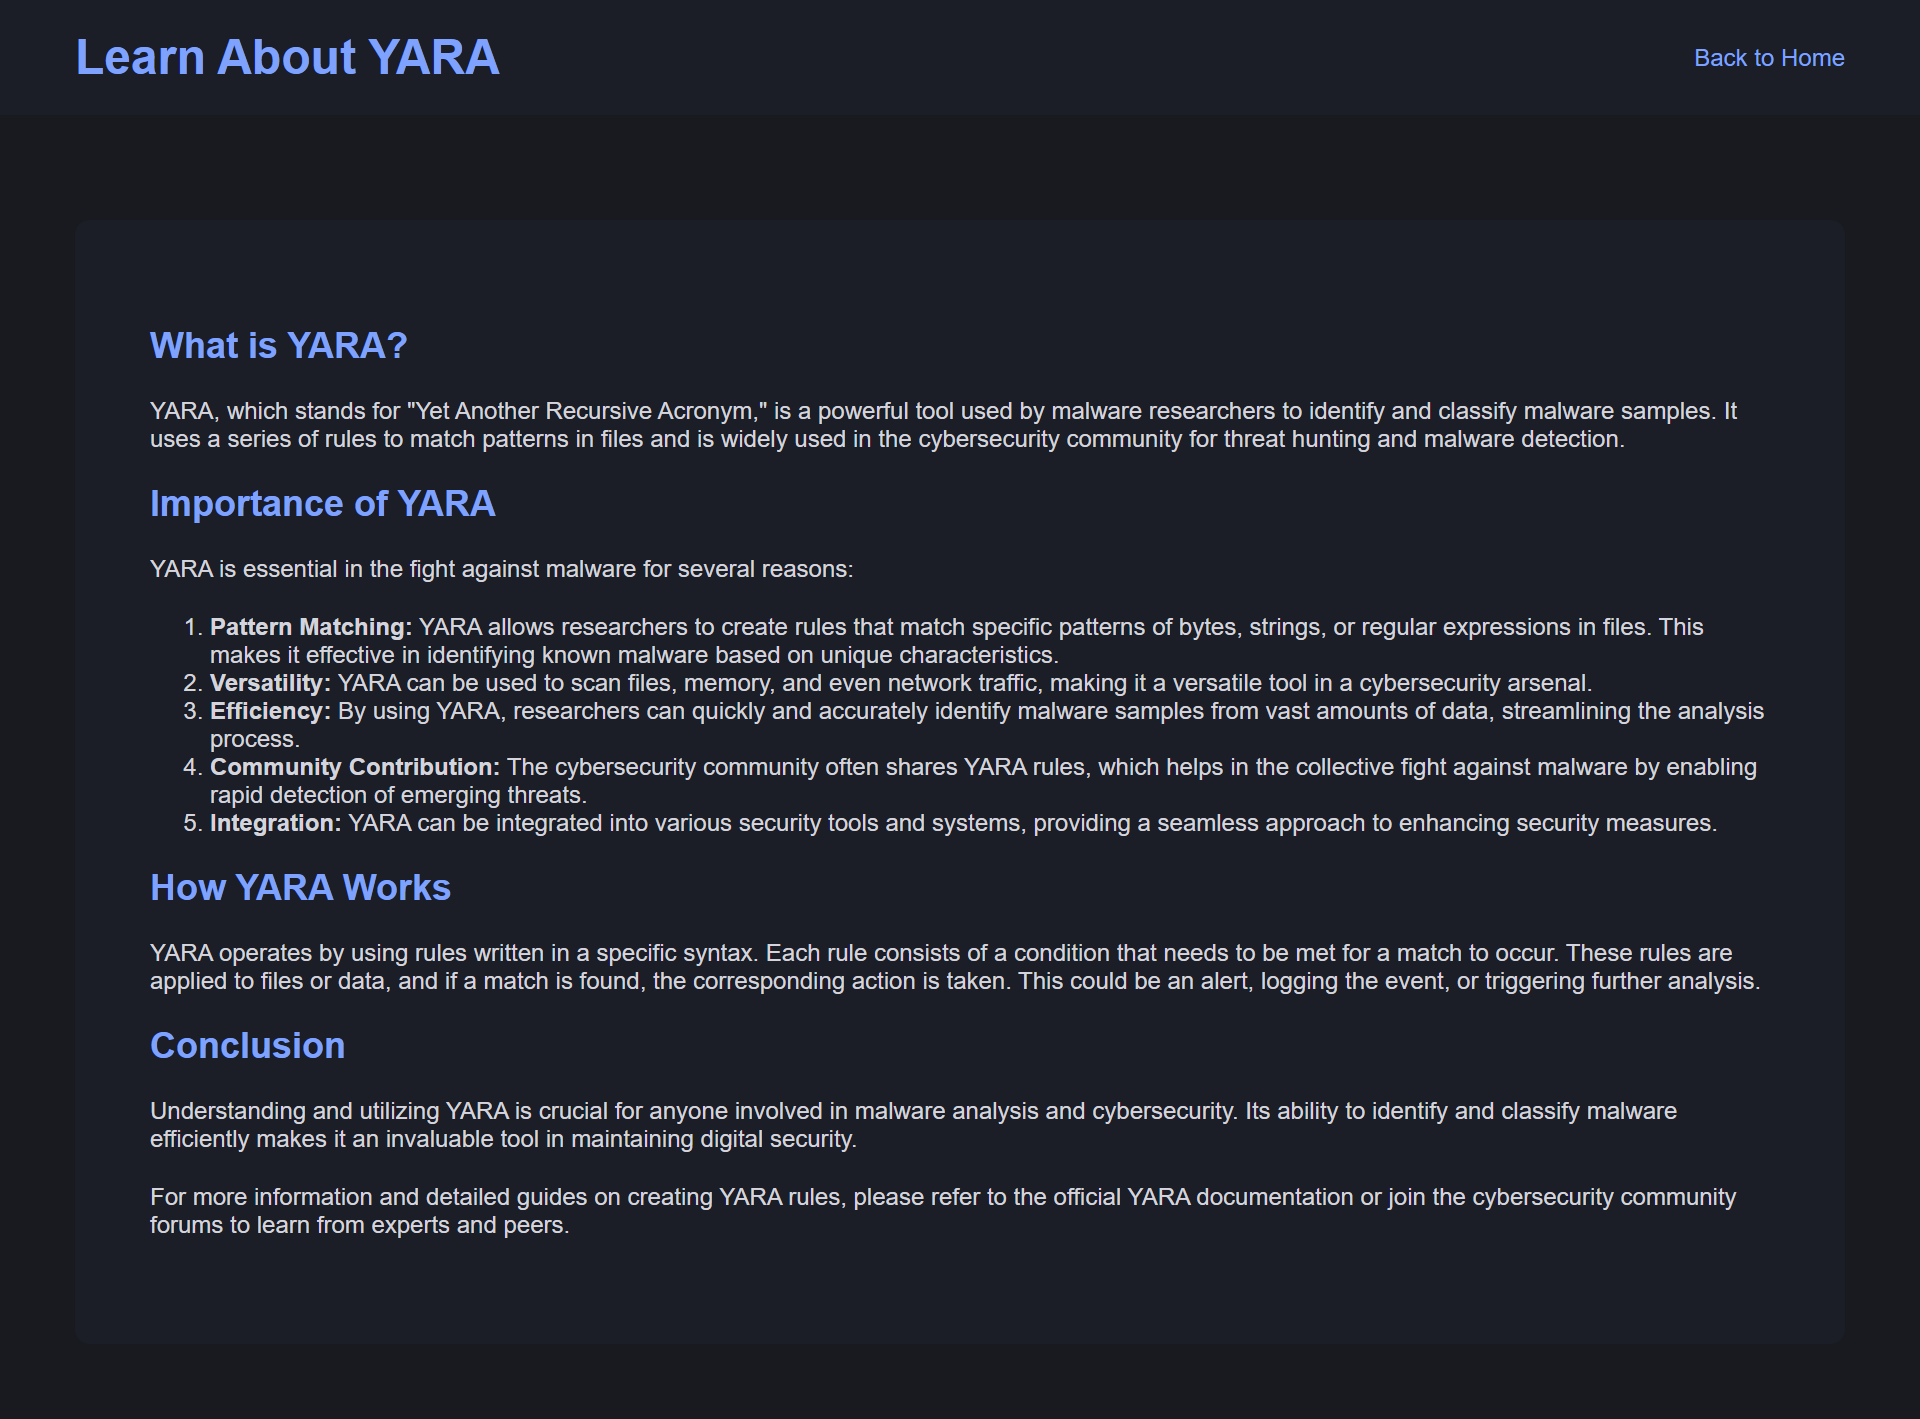 Learn About YARA
Back to Home
What is YARA?
YARA, which stands for "Yet Another Recursive Acronym," is a powerful tool used by malware researchers to identify and classify malware samples. It
uses a series of rules to match patterns in files and is widely used in the cybersecurity community for threat hunting and malware detection.
Importance of YARA
YARA is essential in the fight against malware for several reasons:
1. Pattern Matching: YARA allows researchers to create rules that match specific patterns of bytes, strings, or regular expressions in files. This
makes it effective in identifying known malware based on unique characteristics.
2. Versatility: YARA can be used to scan files, memory, and even network traffic, making it a versatile tool in a cybersecurity arsenal.
3. Efficiency: By using YARA, researchers can quickly and accurately identify malware samples from vast amounts of data, streamlining the analysis
process.
4. Community Contribution: The cybersecurity community often shares YARA rules, which helps in the collective fight against malware by enabling
rapid detection of emerging threats.
5. Integration: YARA can be integrated into various security tools and systems, providing a seamless approach to enhancing security measures.
How YARA Works
YARA operates by using rules written in a specific syntax. Each rule consists of a condition that needs to be met for a match to occur. These rules are
applied to files or data, and if a match is found, the corresponding action is taken. This could be an alert, logging the event, or triggering further analysis.
Conclusion
Understanding and utilizing YARA is crucial for anyone involved in malware analysis and cybersecurity. Its ability to identify and classify malware
efficiently makes it an invaluable tool in maintaining digital security.
For more information and detailed guides on creating YARA rules, please refer to the official YARA documentation or join the cybersecurity community
forums to learn from experts and peers.